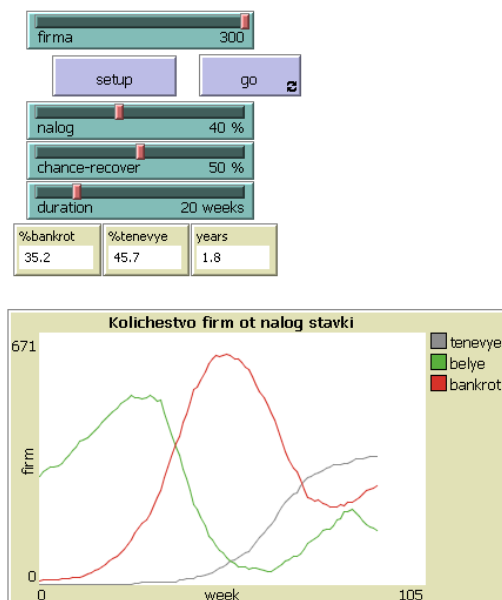 firma 300
setup go
nalog 40 %
chance-recover 50 %
duration 20 weeks
%bankrot %tenevye years
35.2 45.7 1.8
Kolichestvo firm ot nalog stavki
671
tenevye
belye
bankrot
firm
0
0 week 105